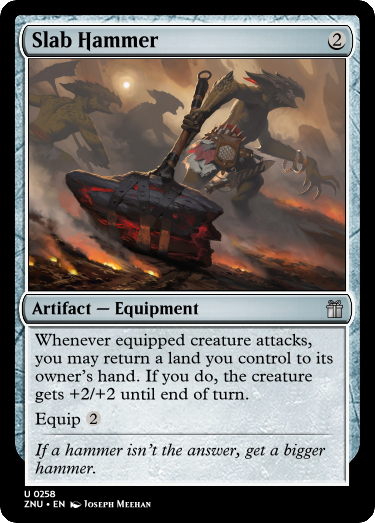 Slab Hammer 2
Artifact — Equipment
Whenever equipped creature attacks,
you may return a land you control to its
owner's hand. If you do, the creature
gets +2/+2 until end of turn.
Equip 2
If a hammer isn't the answer, get a bigger
hammer.
U 0258
ZNU • EN Joseph Meehan